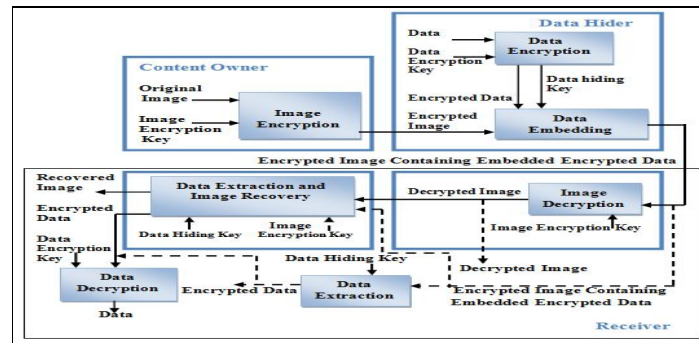 Data Hider
Data
Data
Encryption
Key
Data
Encryption
Content Owner
Original
Image
Image
Encryption
Key
Image
Encryption
Encrypted Data
Data hiding
Key
Encrypted
Image
Data
Embedding
Encrypted Image Containing Embedded Encrypted Data
Recovered
Image
Encrypted
Data
Data Extraction and
Image Recovery
Decrypted Image
Image
Decryption
Data Hiding Key
Image
Encryption Key
Image Encryption Key
Data
Encryption
Key
Data
Decryption
Data
Data Hiding Key
Encrypted Data
Data
Extraction
Decrypted Image
Encrypted Image Containing
Embedded Encrypted Data
Receiver